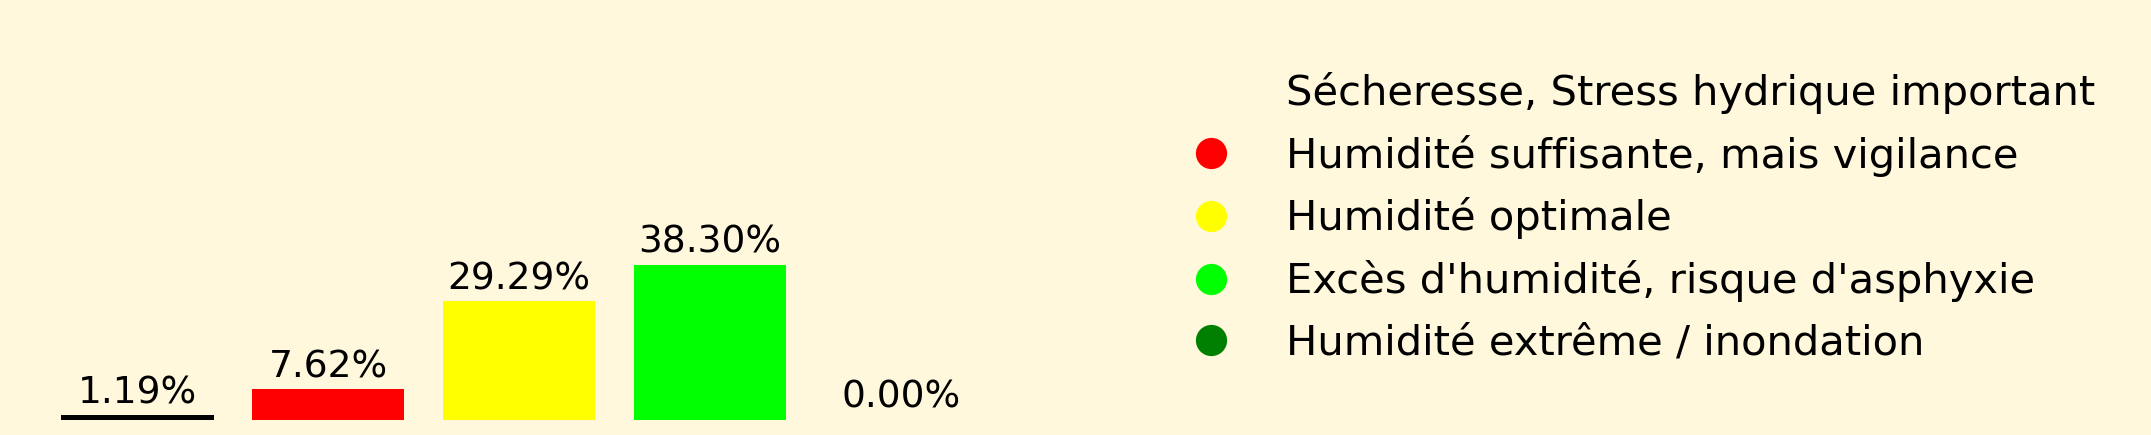 1.19%
7.62%
29.29%
38.30%
0.00%
Sécheresse, Stress hydrique important
Humidité suffisante, mais vigilance
Humidité optimale
Excès d'humidité, risque d'asphyxie
Humidité extrême / inondation